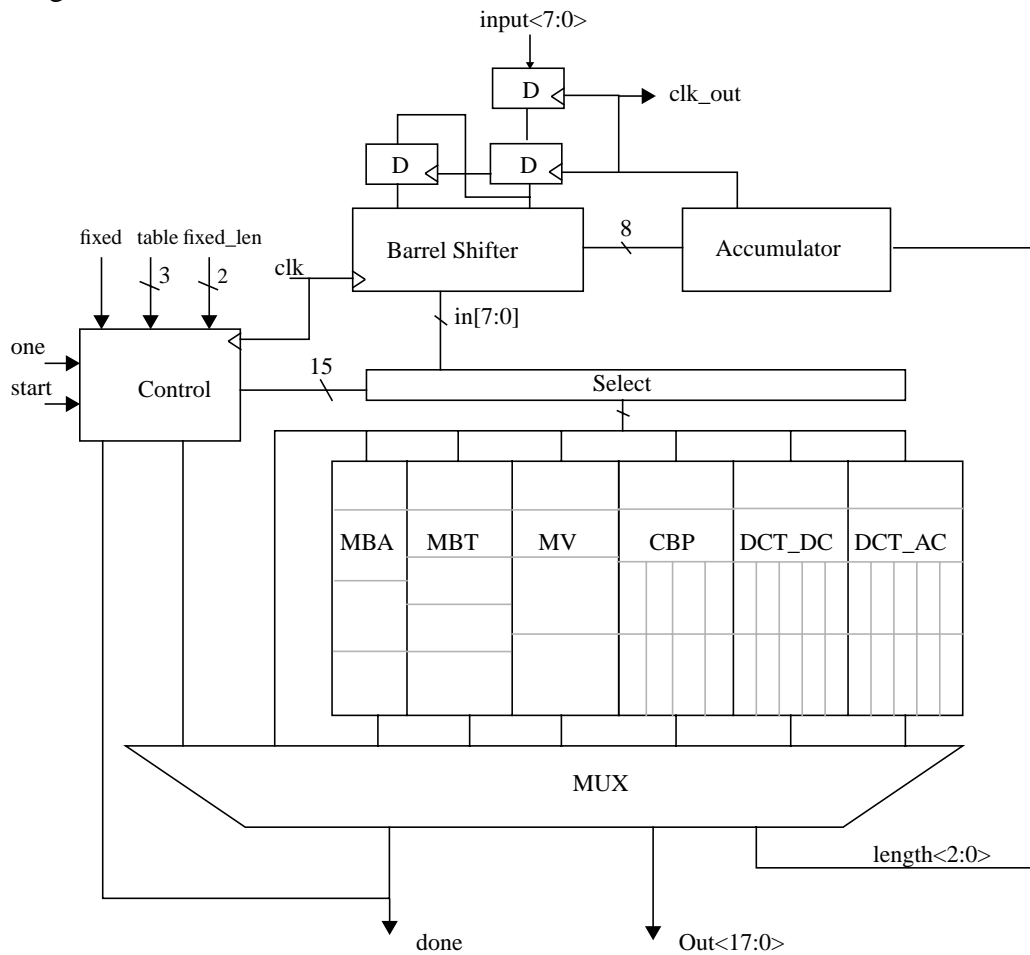 input<7:0>
D
clk_out
D
D
fixed
table
fixed_len
3
2
clk
Barrel Shifter
8
Accumulator
in[7:0]
one
start
Control
15
Select
MBA
MBT
MV
CBP
DCT_DC
DCT_AC
MUX
length<2:0>
done
Out<17:0>